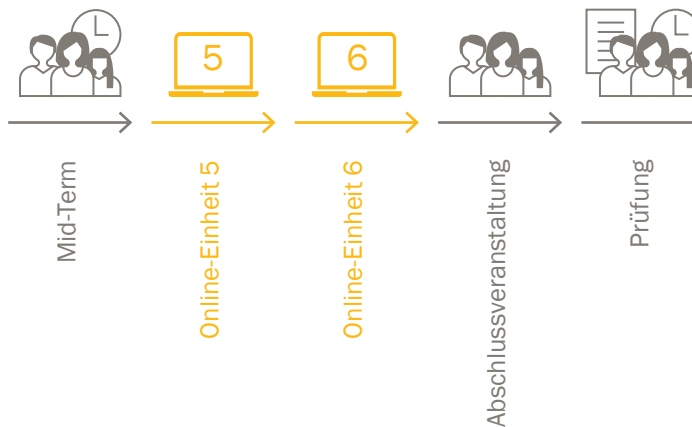 5
6
Mid-Term
Online-Einheit 5
Online-Einheit 6
Abschlussveranstaltung
Prüfung